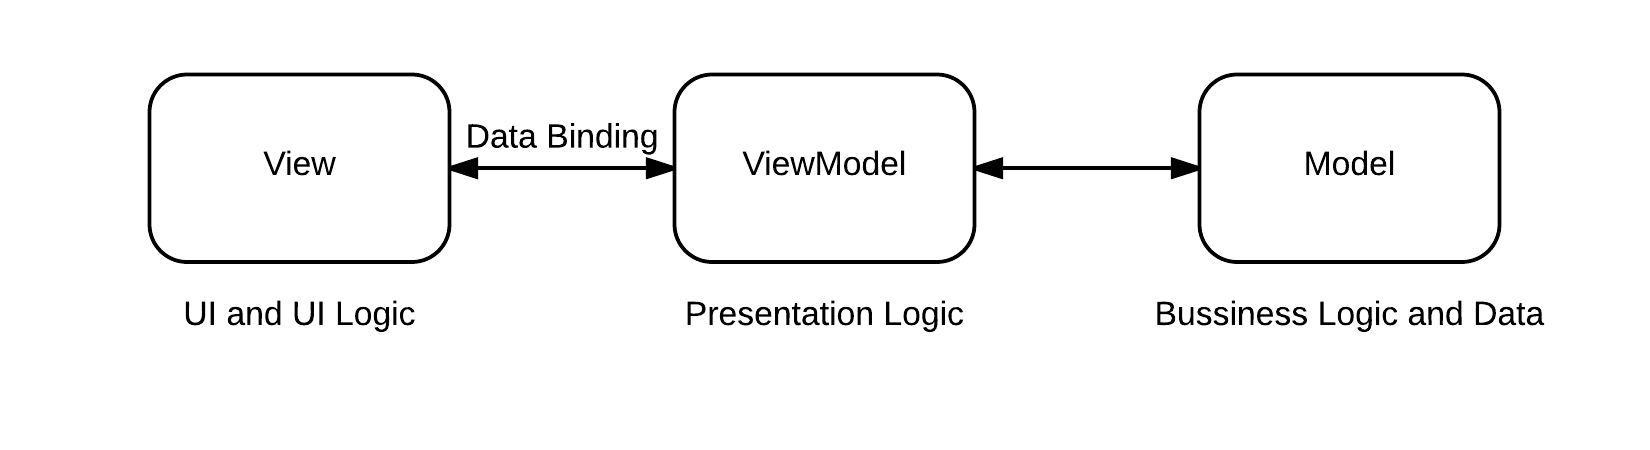 Data Binding
View
ViewModel
Model
UI and UI Logic
Presentation Logic
Bussiness Logic and Data